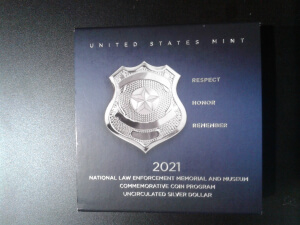 UNITED STATES MINT
RESPECT
HONOR
REMEMBER
2021
NATIONAL LAW ENFORCEMENT MEMORIAL AND MUSEUM
COMMEMORATIVE COIN PROGRAM
UNCIRCULATED SILVER DOLLAR